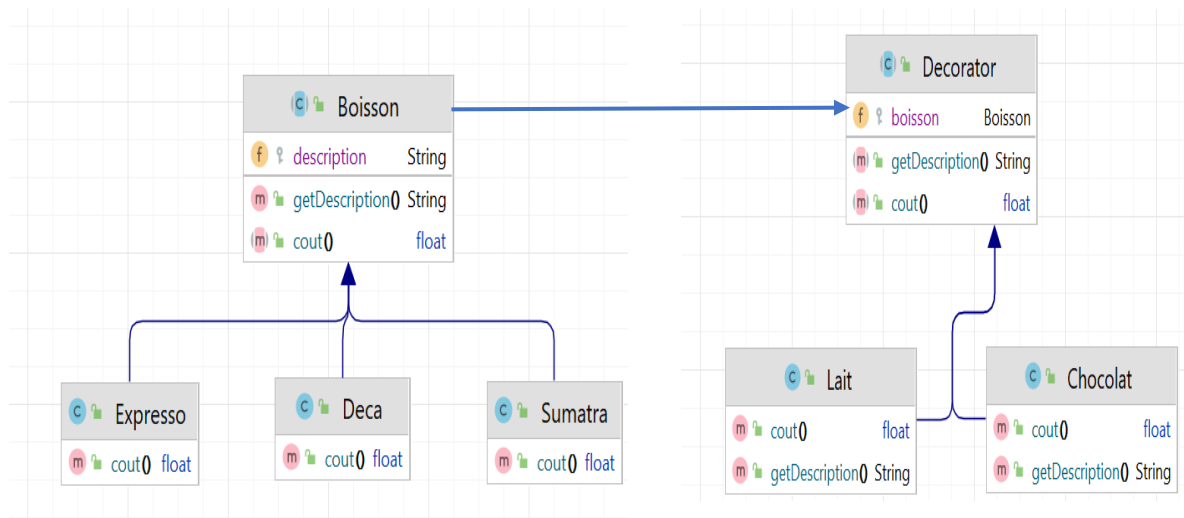 Boisson
description String
getDescription() String
cout() float
Expresso
cout() float
Deca
cout() float
Sumatra
cout() float
Decorator
boisson Boisson
getDescription() String
cout() float
Lait
cout() float
getDescription() String
Chocolat
cout() float
getDescription() String